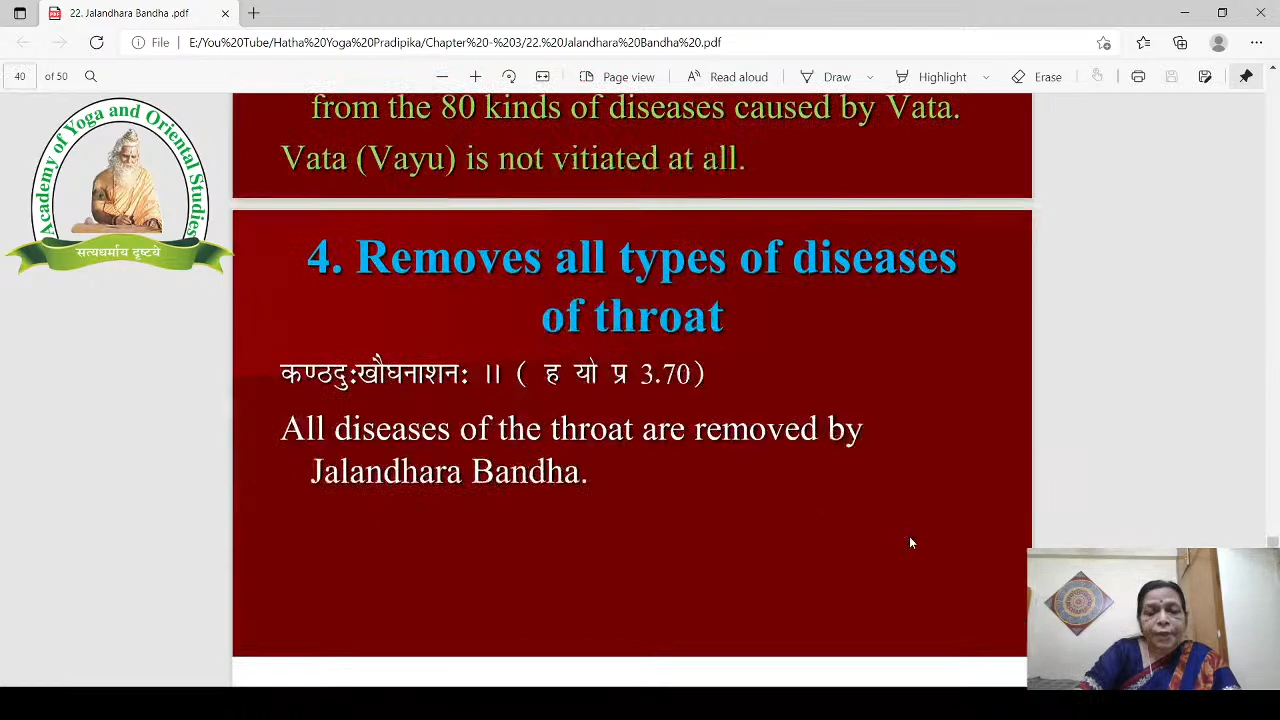 22. Jalandhara Bandha .pdf
File
E:/You%20Tube/Hatha%20Yoga%20Pradipika/Chapter%20-%203/22.%20Jalandhara%20Bandha%20.pdf
40 of 50
Page view
Read aloud
Draw
Highlight
Erase
Academy of Yoga and Oriental Studies
सत्यधर्माय दृष्टये
from the 80 kinds of diseases caused by Vata.
Vata (Vayu) is not vitiated at all.
4. Removes all types of diseases
of throat
कण्ठदुःखौघनाशनः ।। ( ह यो प्र 3.70)
All diseases of the throat are removed by
Jalandhara Bandha.